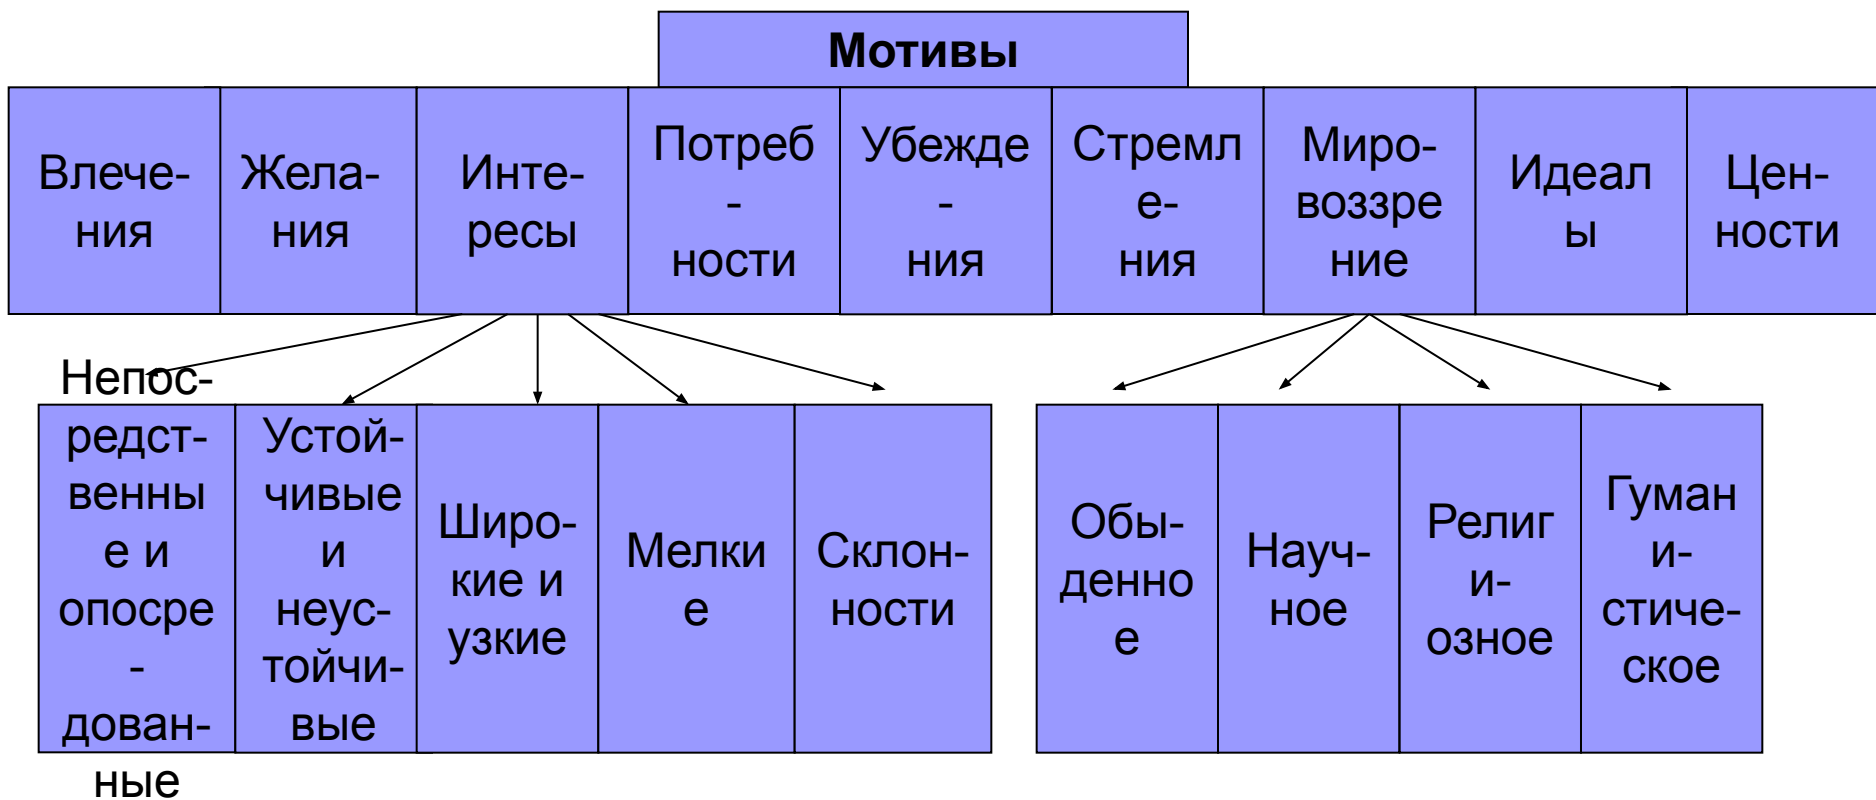 Мотивы
Влече-
ния
Жела-
ния
Инте-
ресы
Потреб
-
ности
Убежде
-
ния
Стремл
е-
ния
Миро-
воззре
ние
Идеал
ы
Цен-
ности
Непос-
редст-
венны
е и
опосре
-
дован-
ные
Устой-
чивые
и
неус-
тойчи-
вые
Широ-
кие и
узкие
Мелки
е
Склон-
ности
Обы-
денно
е
Науч-
ное
Религ
и-
озное
Гуман
и-
стиче-
ское